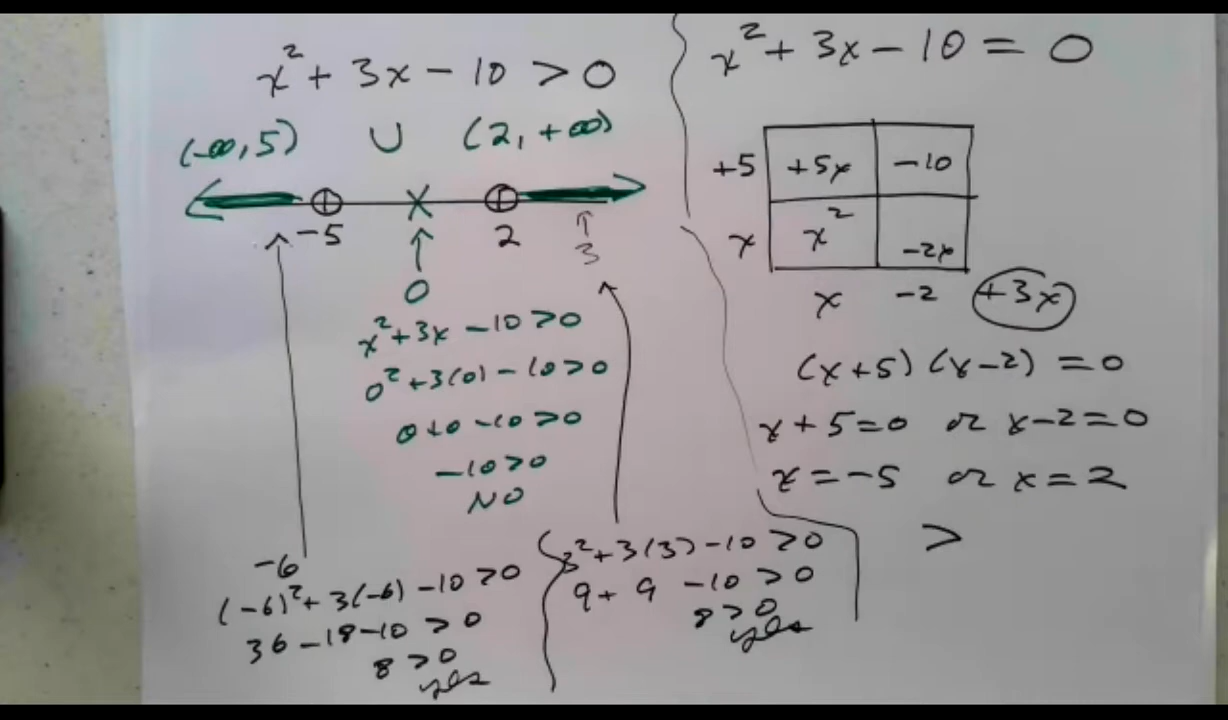 x² + 3x − 10 > 0
(-∞, 5) ∪ (2, +∞)
−5 2
3
0
x² + 3x − 10 > 0
0² + 3(0) − 10 > 0
0 + 0 − 10 > 0
−10 > 0
NO
−6
(−6)² + 3(−6) − 10 > 0
36 − 18 − 10 > 0
8 > 0
yes
3² + 3(3) − 10 > 0
9 + 9 − 10 > 0
8 > 0
yes
x² + 3x − 10 = 0
+5 +5x −10
x x² −2x
x −2 +3x
(x+5)(x−2) = 0
x + 5 = 0 or x − 2 = 0
x = −5 or x = 2
>